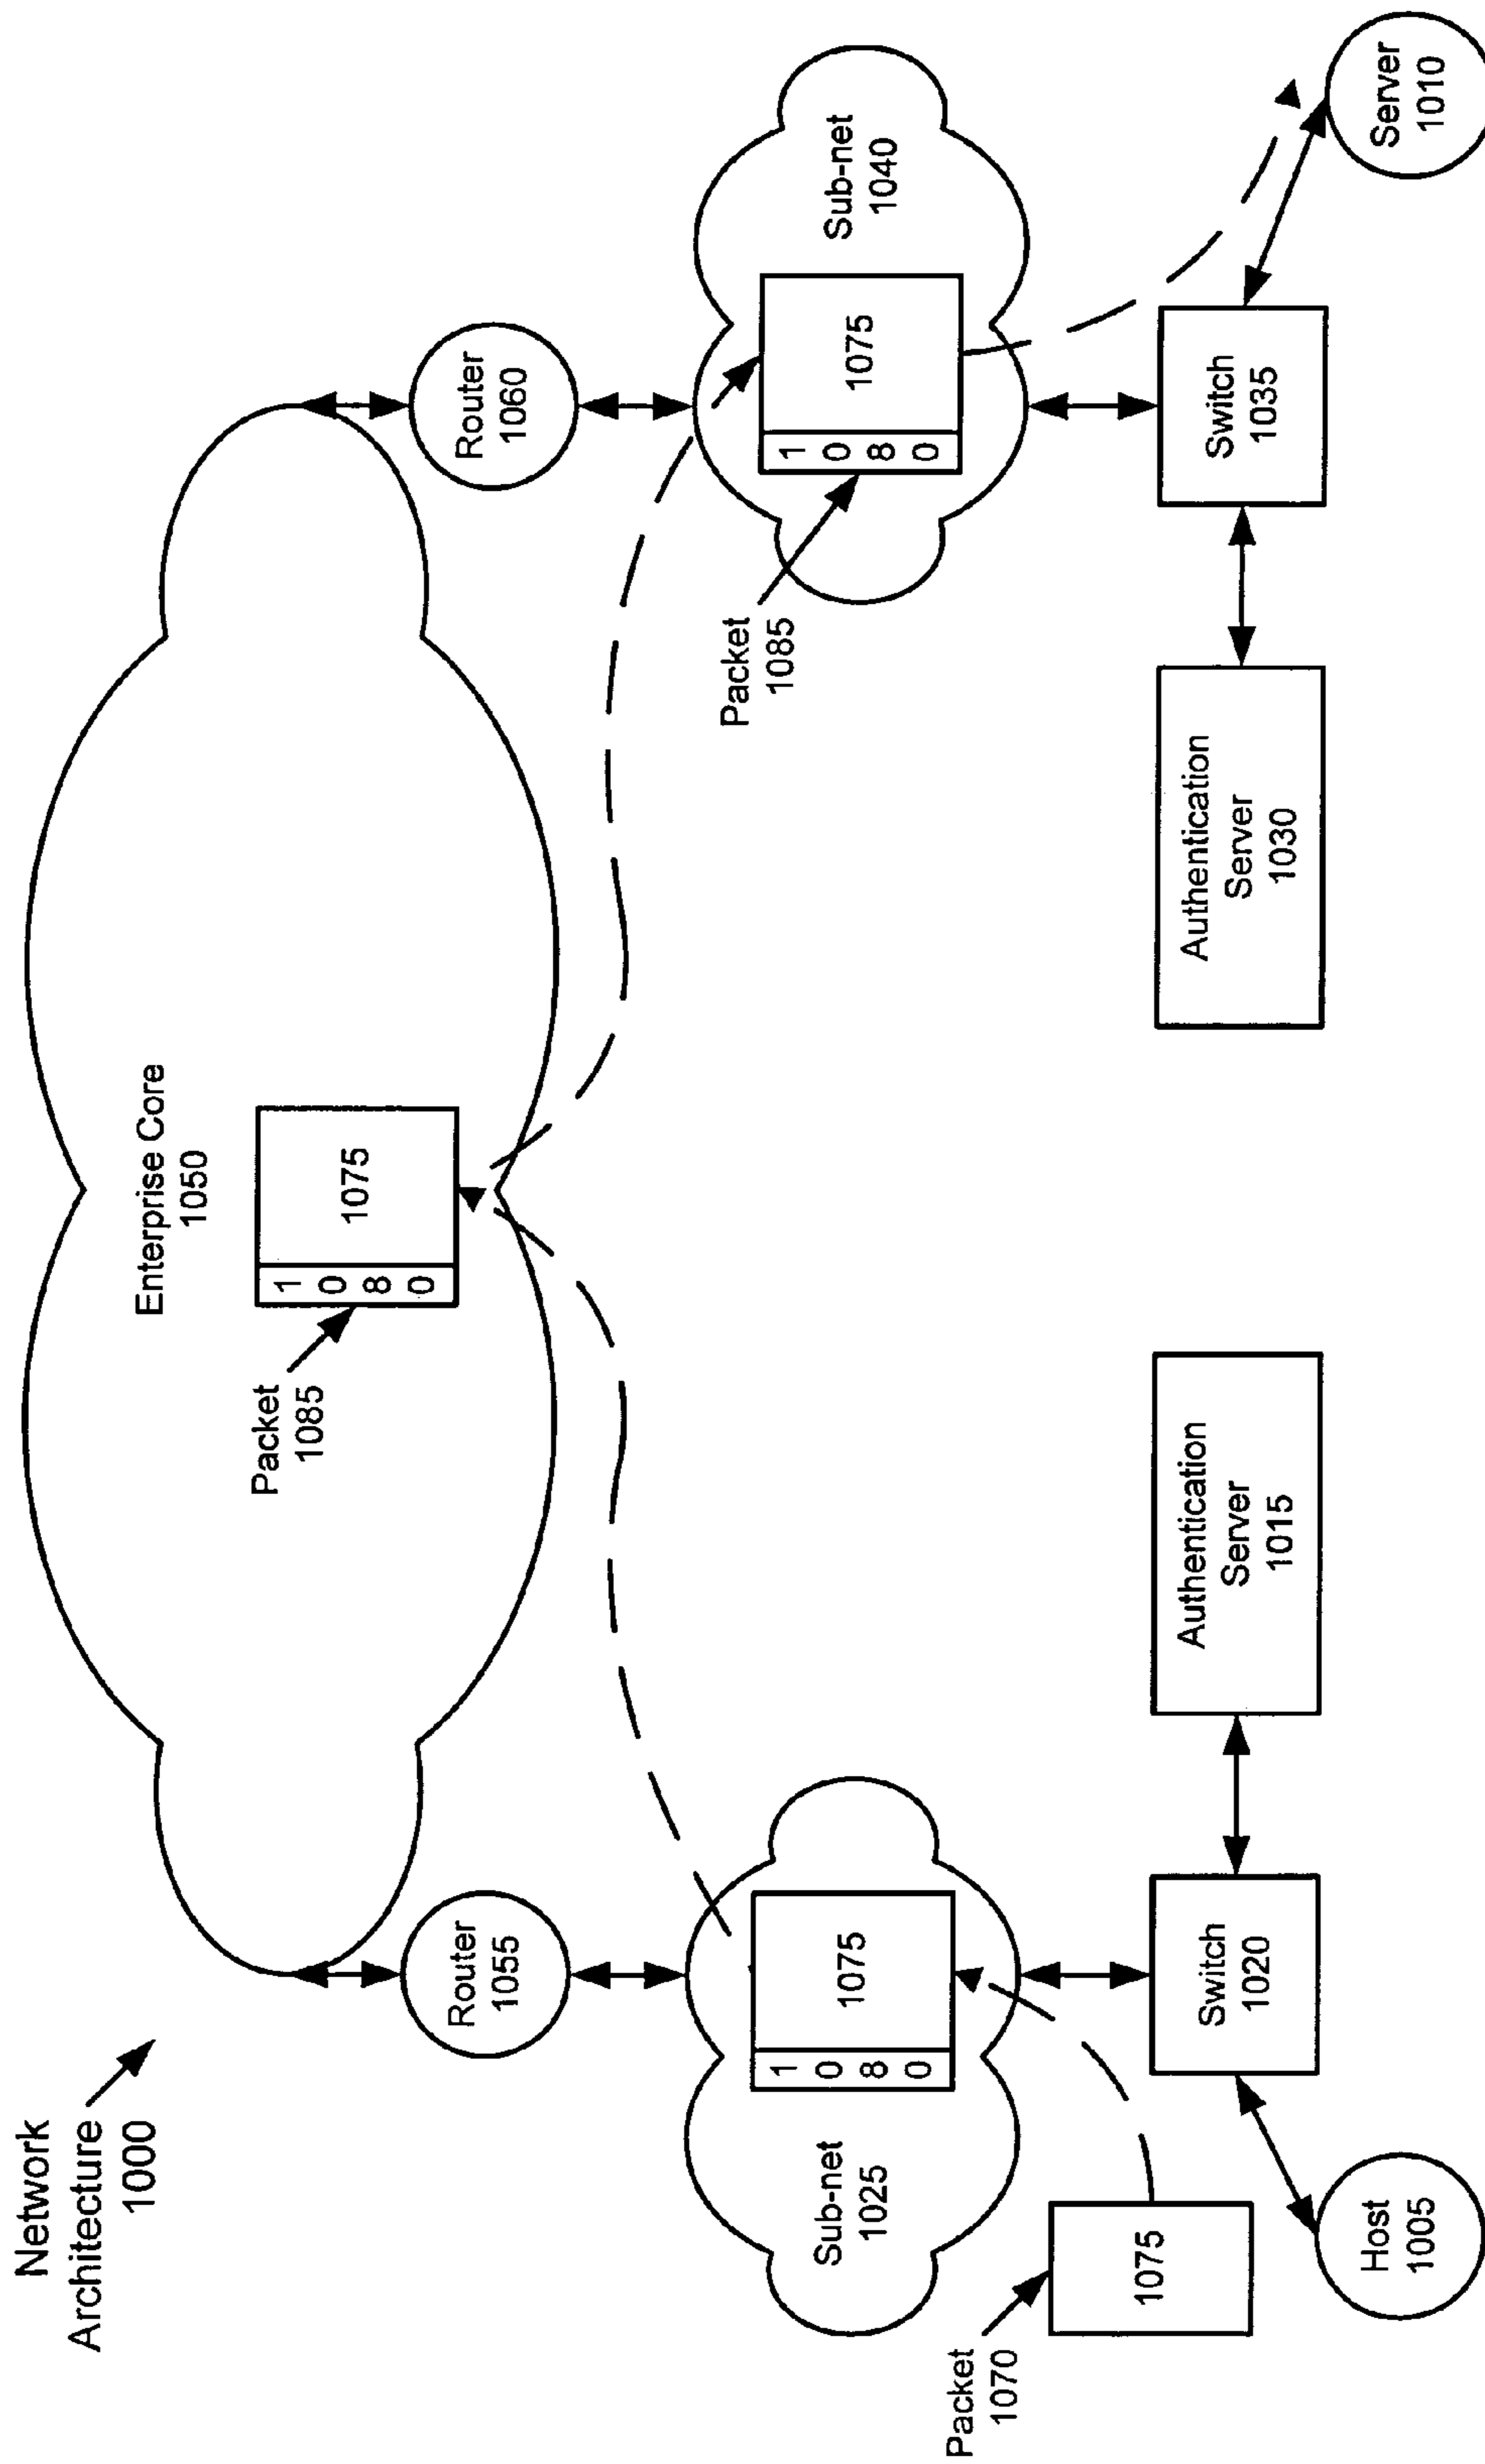 Network
Architecture
1000
Enterprise Core
1050
Packet
1085
1
0
8
0
1075
Router
1055
Router
1060
Sub-net
1025
1
0
8
0
1075
Packet
1085
1
0
8
0
1075
Sub-net
1040
Packet
1070
1075
Host
1005
Switch
1020
Authentication
Server
1015
Authentication
Server
1030
Switch
1035
Server
1010